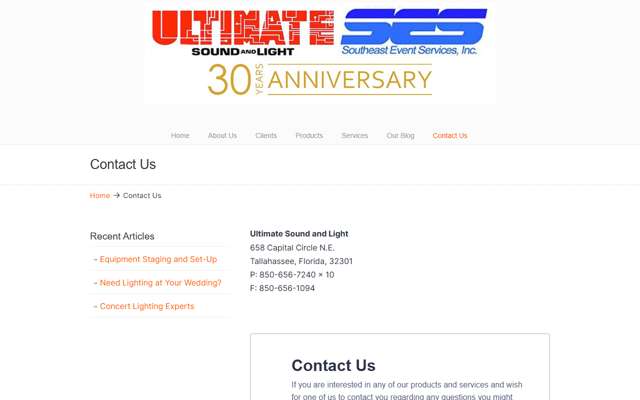 ULTIMATE SES
SOUND AND LIGHT Southeast Event Services, Inc.
30 YEARS ANNIVERSARY
Home About Us Clients Products Services Our Blog Contact Us
Contact Us
Home → Contact Us
Recent Articles
– Equipment Staging and Set-Up
– Need Lighting at Your Wedding?
– Concert Lighting Experts
Ultimate Sound and Light
658 Capital Circle N.E.
Tallahassee, Florida, 32301
P: 850-656-7240 × 10
F: 850-656-1094
Contact Us
If you are interested in any of our products and services and wish
for one of us to contact you regarding any questions you might